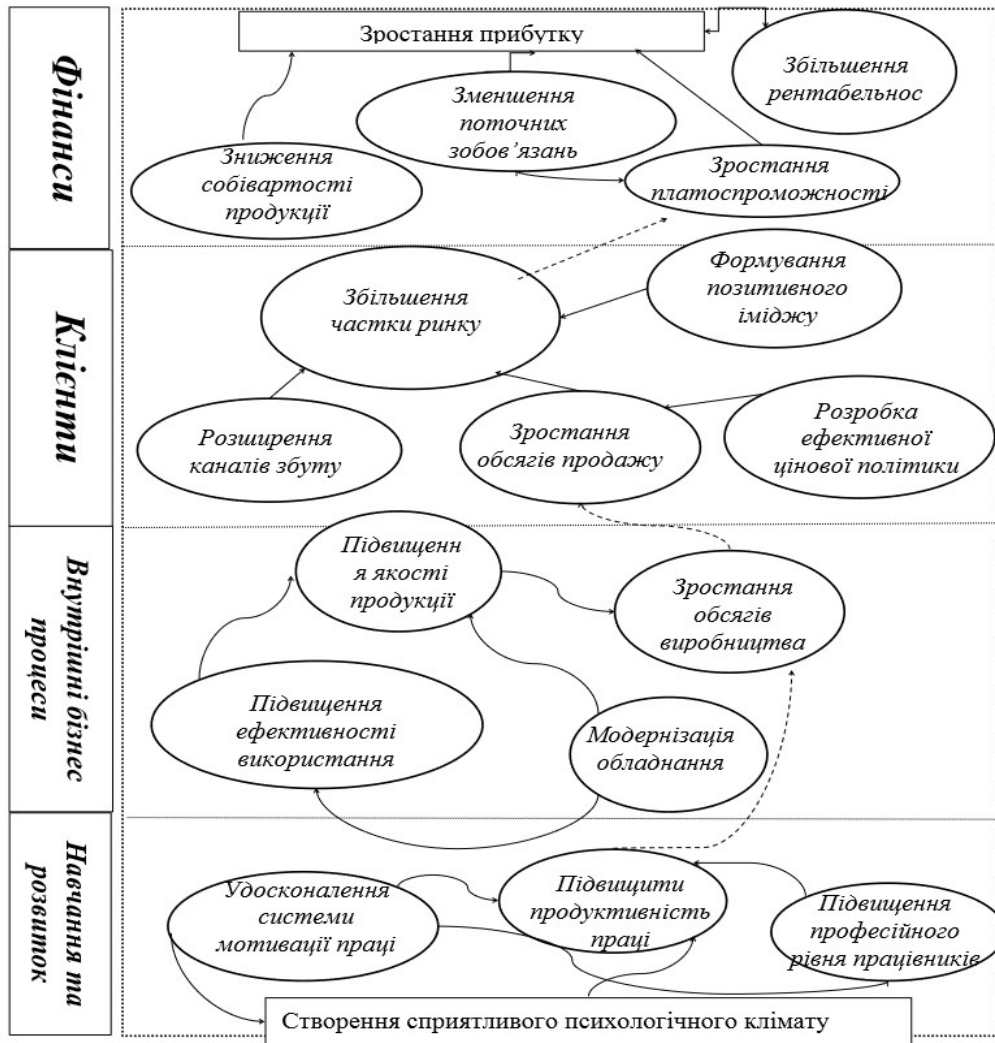 Фінанси
Зростання прибутку
Збільшення
рентабельнос
Зменшення
поточних
зобов’язань
Зниження
собівартості
продукції
Зростання
платоспроможності
Клієнти
Збільшення
частки ринку
Формування
позитивного
іміджу
Розширення
каналів збуту
Зростання
обсягів продажу
Розробка
ефективної
цінової політики
Внутрішні бізнес
процеси
Підвищенн
я якості
продукції
Зростання
обсягів
виробництва
Підвищення
ефективності
використання
Модернізація
обладнання
Навчання та
розвиток
Удосконалення
системи
мотивації праці
Підвищити
продуктивність
праці
Підвищення
професійного
рівня працівників
Створення сприятливого психологічного клімату